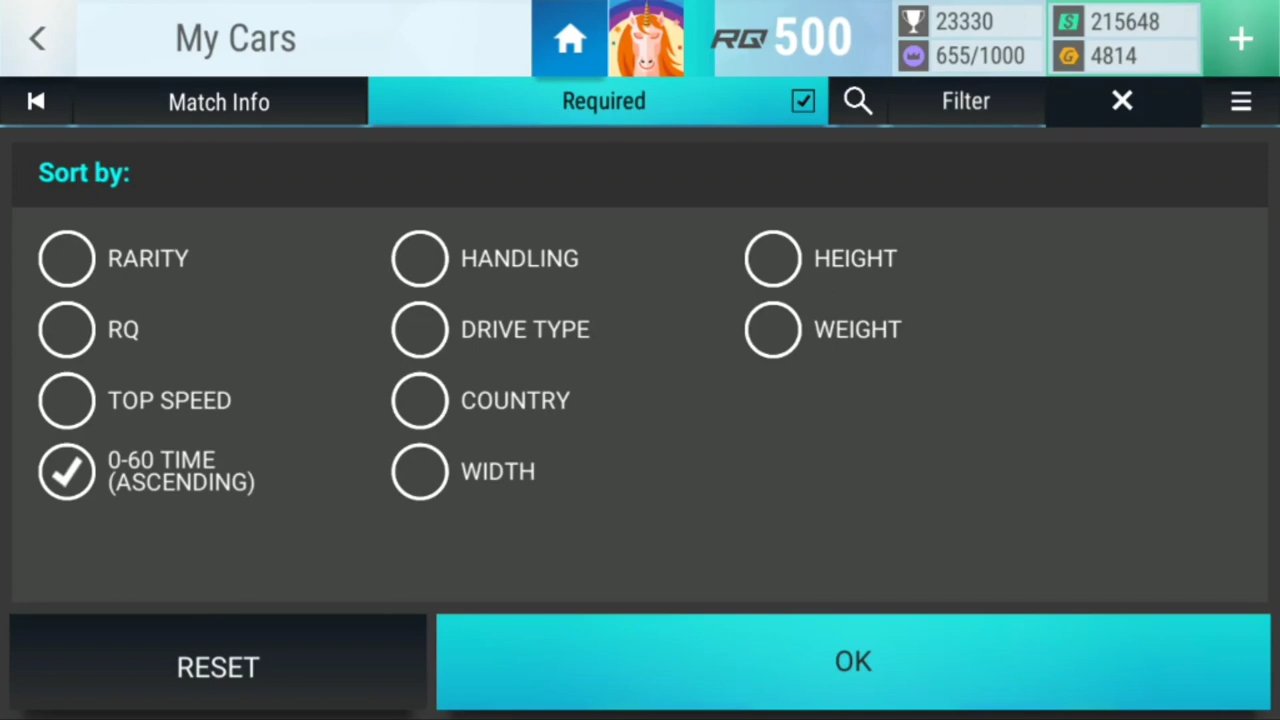 My Cars
RQ 500
23330
655/1000
215648
4814
Match Info
Required
Filter
Sort by:
RARITY
HANDLING
HEIGHT
RQ
DRIVE TYPE
WEIGHT
TOP SPEED
COUNTRY
0-60 TIME
(ASCENDING)
WIDTH
RESET
OK